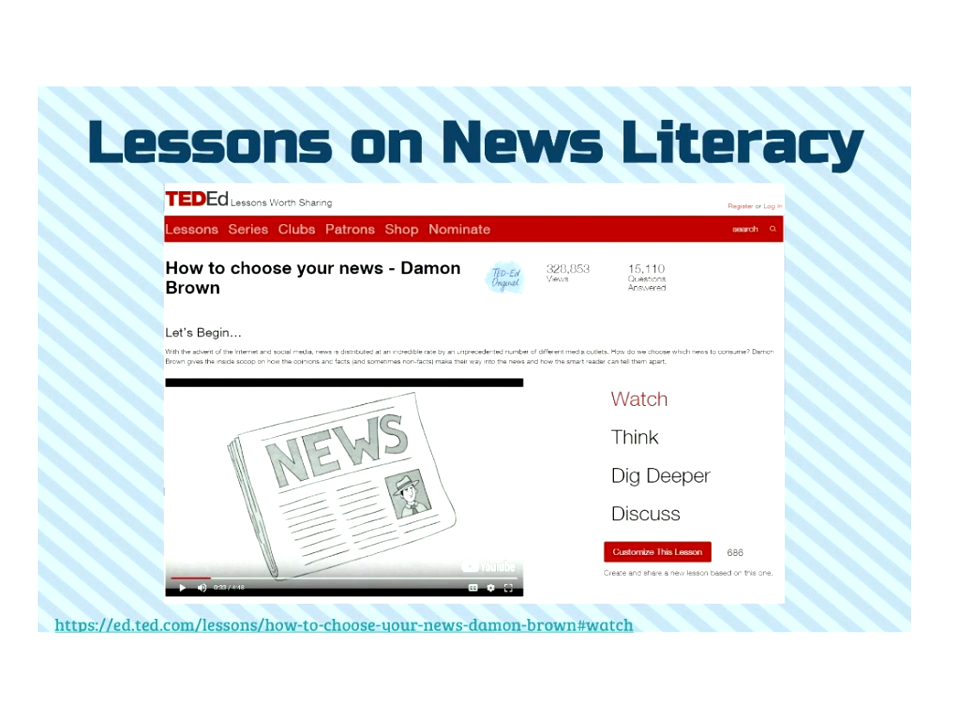 Lessons on News Literacy
TEDEd Lessons Worth Sharing
Register or Log In
Lessons Series Clubs Patrons Shop Nominate
search
How to choose your news - Damon
Brown
TED-Ed
Original
328,853
Views
15,110
Questions
Answered
Let's Begin...
With the advent of the Internet and social media, news is distributed at an incredible rate by an unprecedented number of different media outlets. How do we choose which news to consume? Damon
Brown gives the inside scoop on how the opinions and facts (and sometimes non-facts) make their way into the news and how the smart reader can tell them apart.
NEWS
YouTube
0:33 / 4:48
CC
Watch
Think
Dig Deeper
Discuss
Customize This Lesson 686
Create and share a new lesson based on this one.
https://ed.ted.com/lessons/how-to-choose-your-news-damon-brown#watch